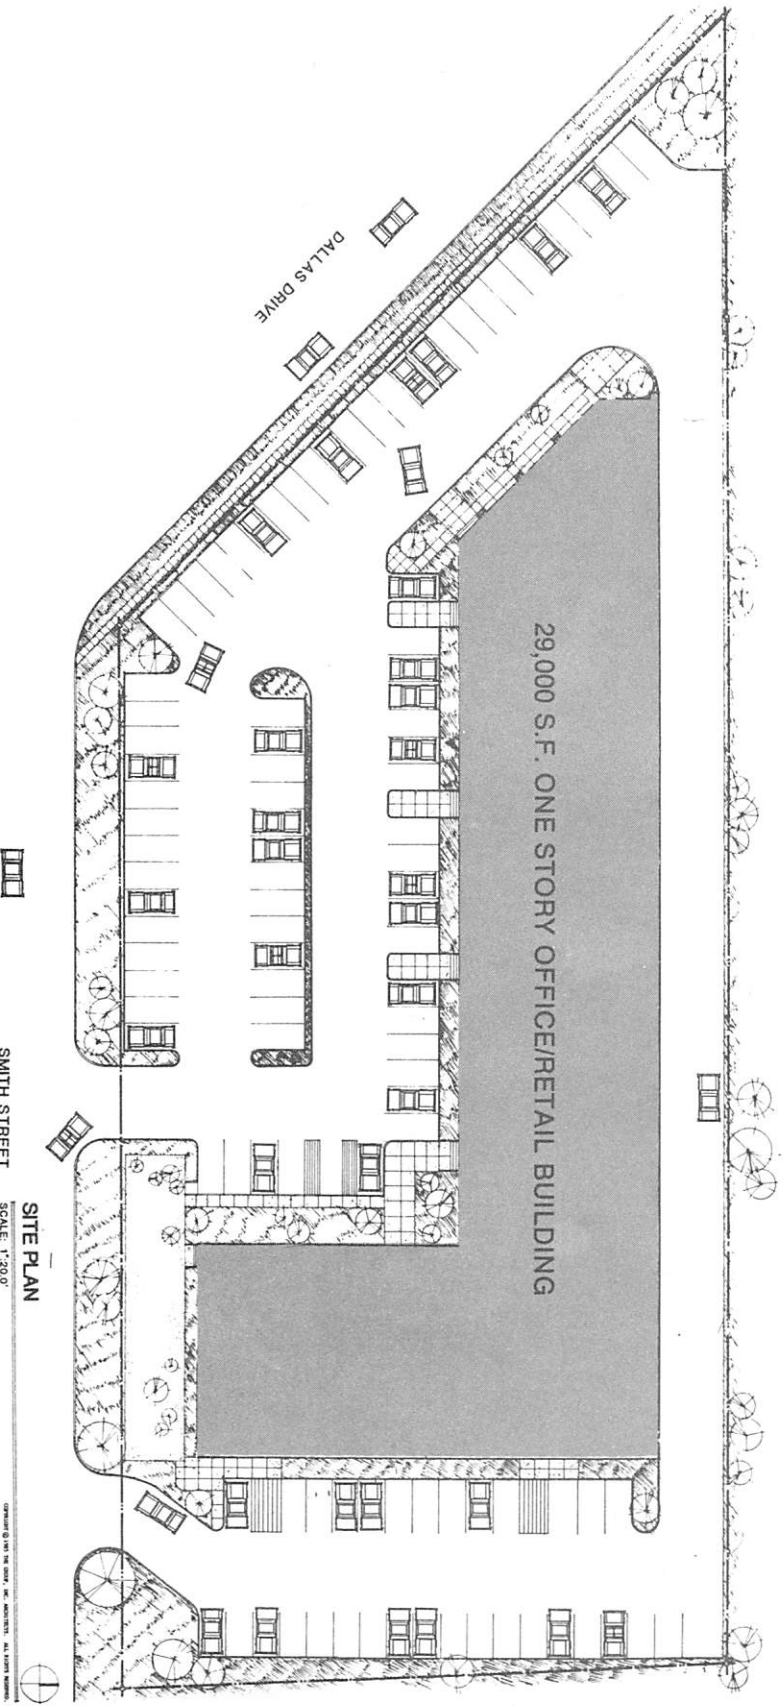 DALLAS DRIVE
29,000 S.F. ONE STORY OFFICE/RETAIL BUILDING
SMITH STREET
SITE PLAN
SCALE: 1":20.0'